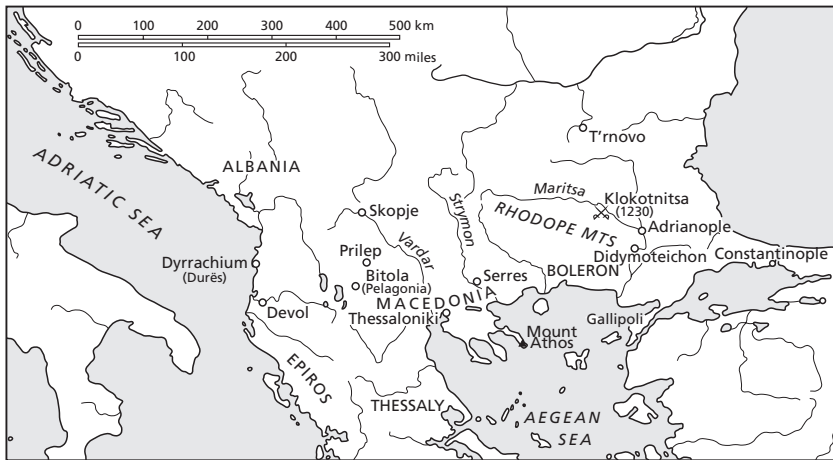 0 100 200 300 400 500 km
0 100 200 300 miles
ADRIATIC SEA
ALBANIA
T'rnovo
Maritsa
Klokotnitsa
(1230)
Skopje
Strymon
RHODOPE MTS
Adrianople
Vardar
Prilep
Didymoteichon
Constantinople
Dyrrachium
(Durës)
Bitola
(Pelagonia)
Serres
BOLERON
MACEDONIA
Devol
Thessaloniki
Gallipoli
Mount
Athos
EPIROS
THESSALY
AEGEAN
SEA